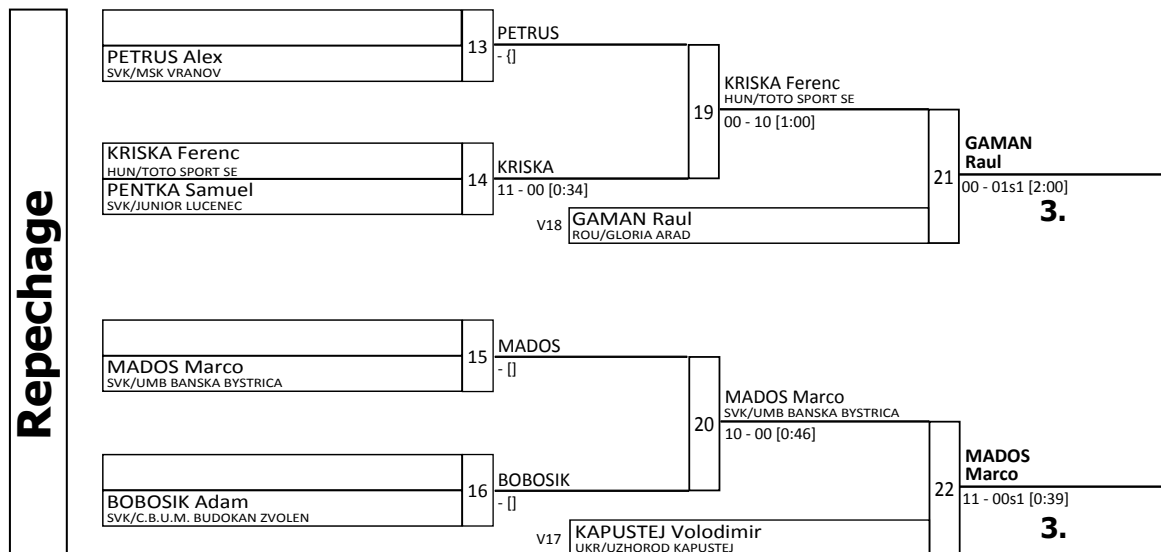 Repechage
PETRUS Alex
SVK/MSK VRANOV
13
PETRUS
- {]
KRISKA Ferenc
HUN/TOTO SPORT SE
PENTKA Samuel
SVK/JUNIOR LUCENEC
14
KRISKA
11 - 00 [0:34]
19
KRISKA Ferenc
HUN/TOTO SPORT SE
00 - 10 [1:00]
V18
GAMAN Raul
ROU/GLORIA ARAD
21
GAMAN
Raul
00 - 01s1 [2:00]
3.
MADOS Marco
SVK/UMB BANSKA BYSTRICA
15
MADOS
- []
BOBOSIK Adam
SVK/C.B.U.M. BUDOKAN ZVOLEN
16
BOBOSIK
- []
20
MADOS Marco
SVK/UMB BANSKA BYSTRICA
10 - 00 [0:46]
V17
KAPUSTEJ Volodimir
UKR/UZHOROD KAPUSTEJ
22
MADOS
Marco
11 - 00s1 [0:39]
3.